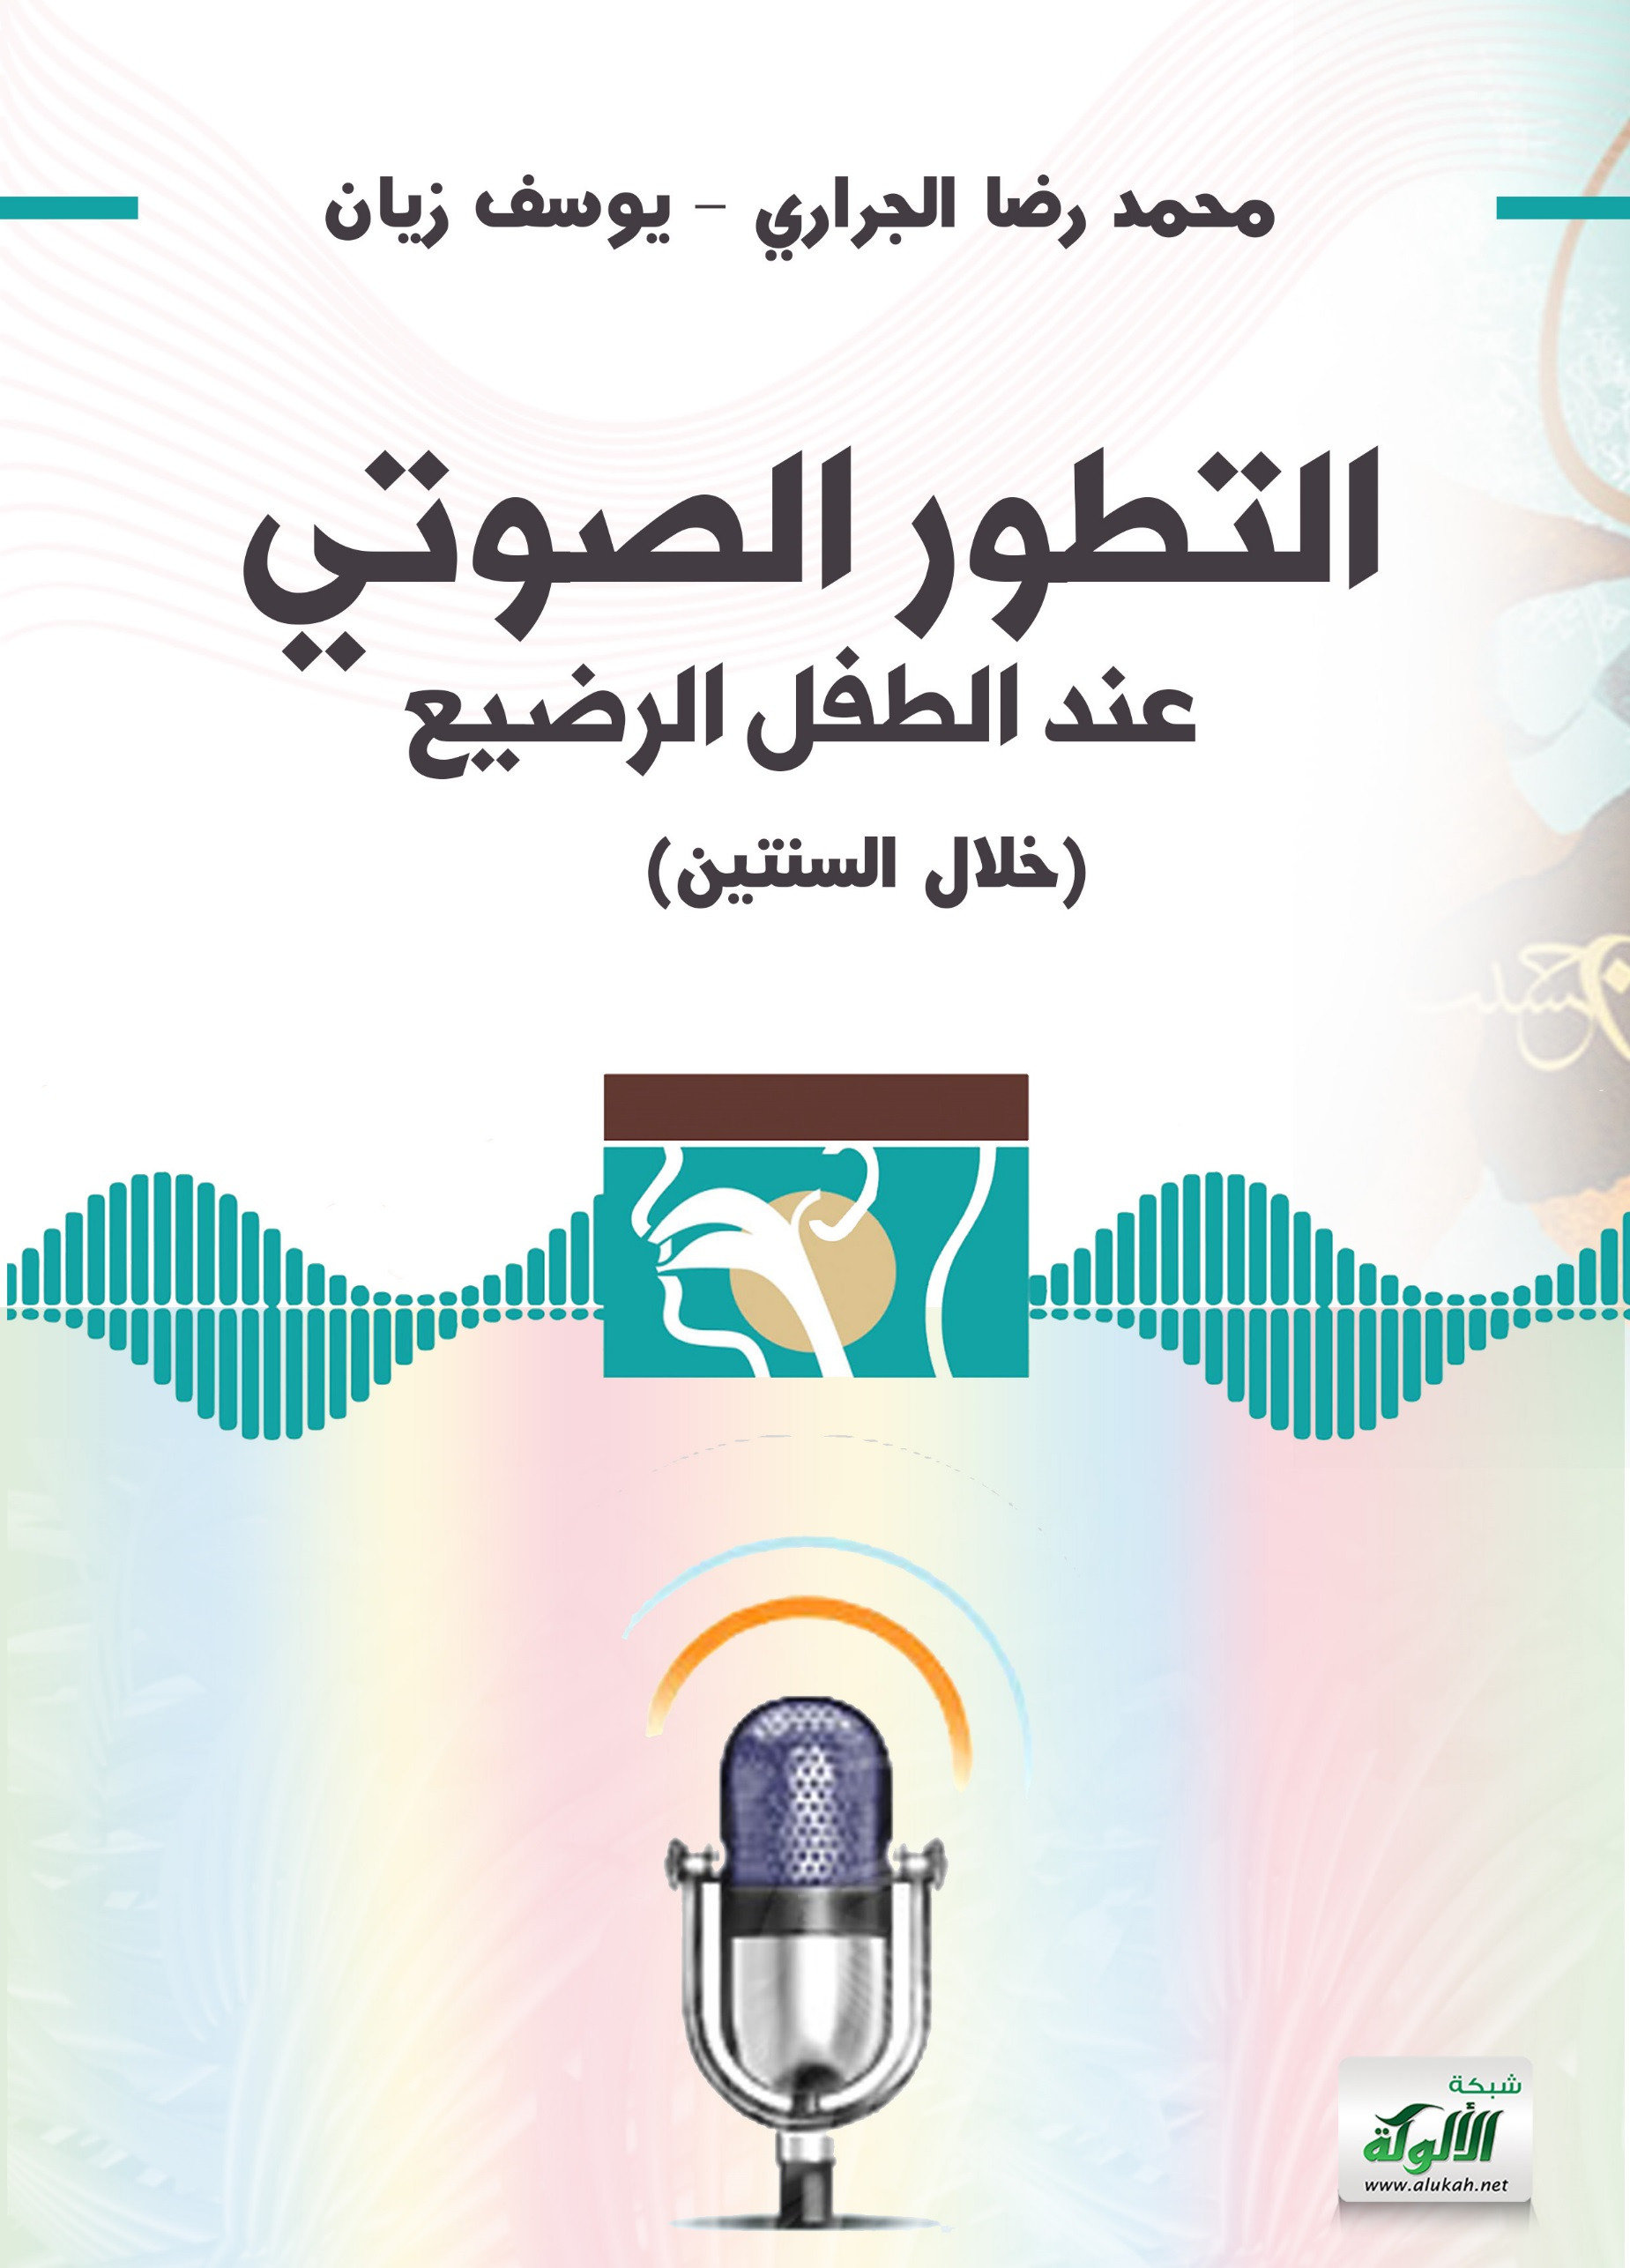 محمد رضا الجراري – يوسف زيان
التطور الصوتي
عند الطفل الرضيع
(خلال السنتين)
شبكة
الألوكة
www.alukah.net